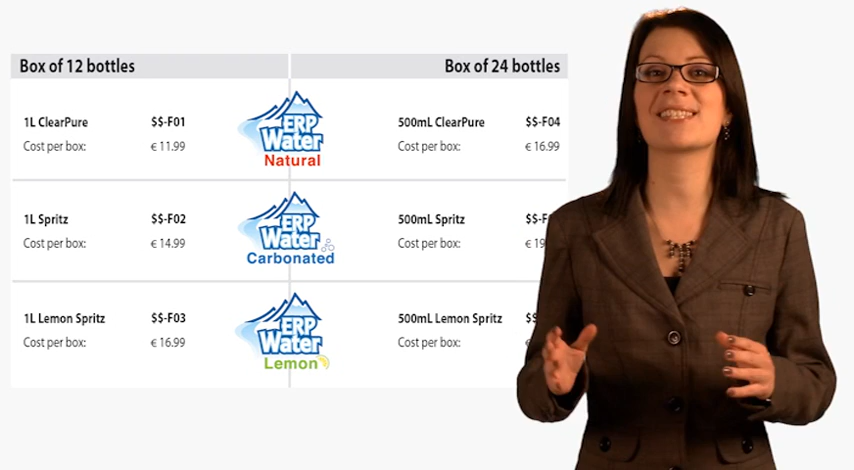 Box of 12 bottles
Box of 24 bottles
1L ClearPure $$-F01
Cost per box: € 11.99
ERP Water Natural
500mL ClearPure $$-F04
Cost per box: € 16.99
1L Spritz $$-F02
Cost per box: € 14.99
ERP Water Carbonated
500mL Spritz
Cost per box:
1L Lemon Spritz $$-F03
Cost per box: € 16.99
ERP Water Lemon
500mL Lemon Spritz
Cost per box: